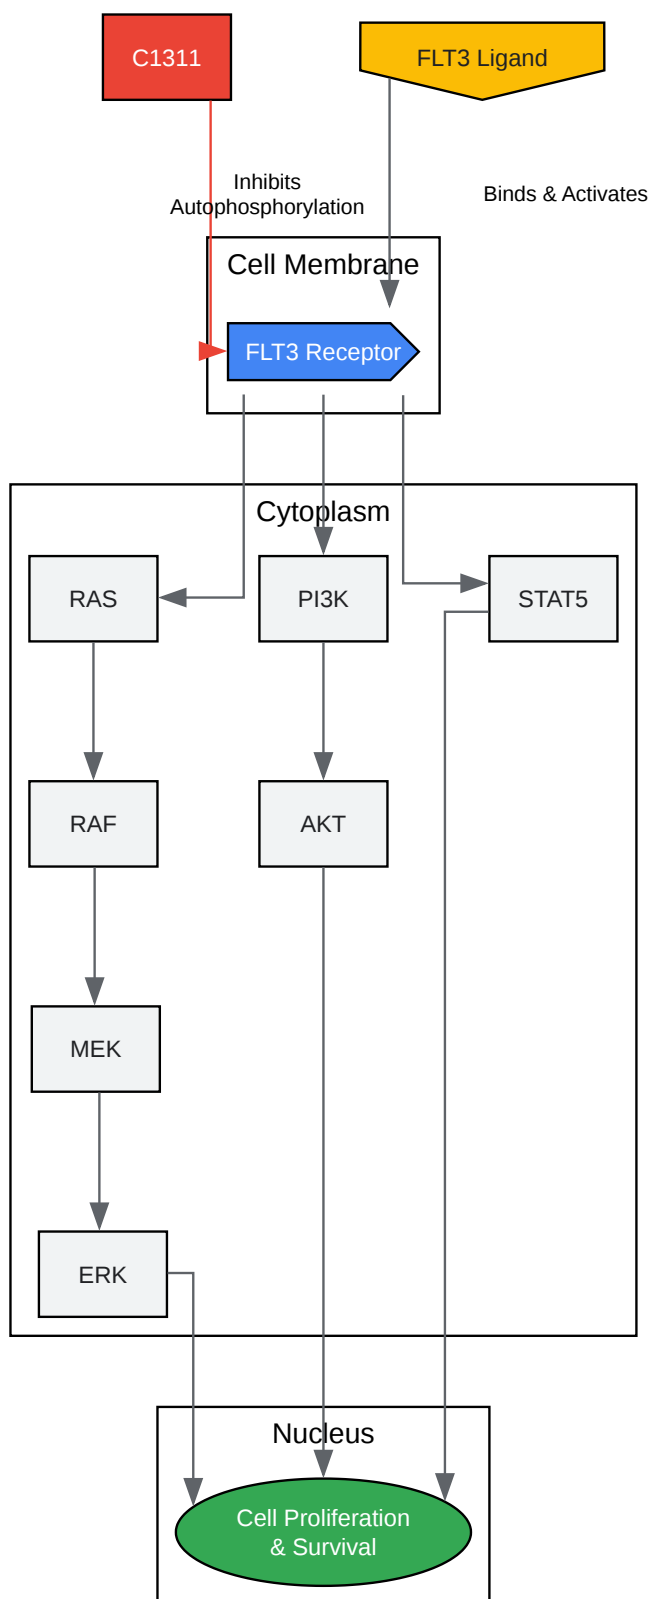 C1311
FLT3 Ligand
Inhibits
Autophosphorylation
Binds & Activates
Cell Membrane
FLT3 Receptor
Cytoplasm
RAS
PI3K
STAT5
RAF
AKT
MEK
ERK
Nucleus
Cell Proliferation
& Survival